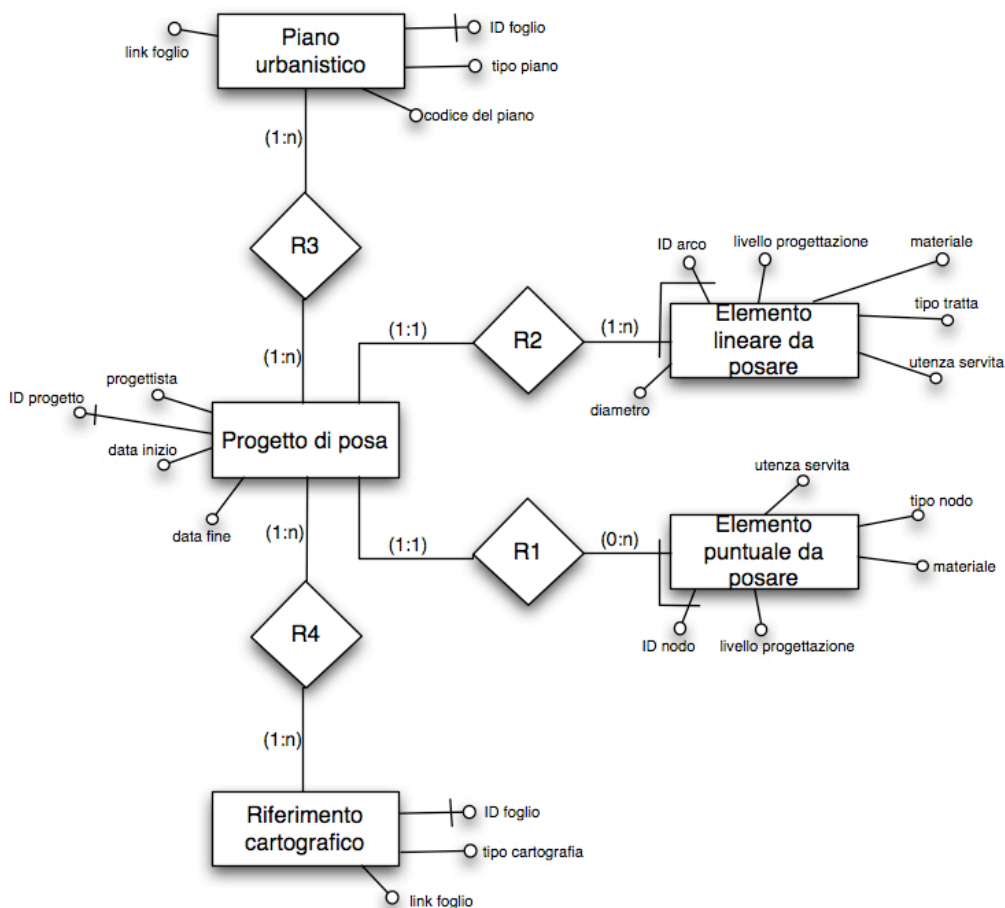 Piano
urbanistico
link foglio
ID foglio
tipo piano
codice del piano
(1:n)
R3
(1:n)
ID arco
livello progettazione
materiale
tipo tratta
utenza servita
diametro
Elemento
lineare da
posare
(1:1)
R2
(1:n)
progettista
ID progetto
data inizio
data fine
Progetto di posa
(1:1)
R1
(0:n)
utenza servita
tipo nodo
materiale
Elemento
puntuale da
posare
ID nodo
livello progettazione
(1:n)
R4
(1:n)
Riferimento
cartografico
ID foglio
tipo cartografia
link foglio